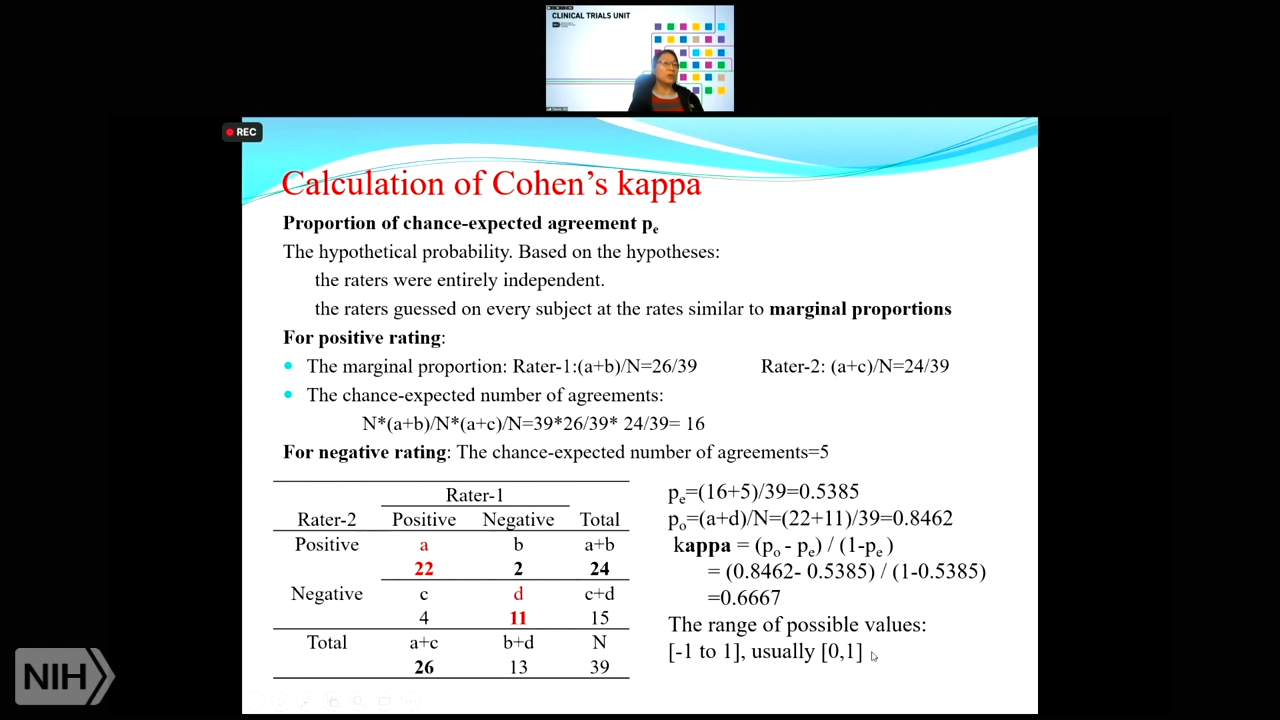 CLINICAL TRIALS UNIT
REC
Calculation of Cohen's kappa
Proportion of chance-expected agreement pe
The hypothetical probability. Based on the hypotheses:
the raters were entirely independent.
the raters guessed on every subject at the rates similar to marginal proportions
For positive rating:
The marginal proportion: Rater-1:(a+b)/N=26/39 Rater-2: (a+c)/N=24/39
The chance-expected number of agreements:
N*(a+b)/N*(a+c)/N=39*26/39* 24/39= 16
For negative rating: The chance-expected number of agreements=5
Rater-1
Rater-2 Positive Negative Total
Positive a b a+b
22 2 24
Negative c d c+d
4 11 15
Total a+c b+d N
26 13 39
pe=(16+5)/39=0.5385
po=(a+d)/N=(22+11)/39=0.8462
kappa = (po - pe) / (1-pe )
= (0.8462- 0.5385) / (1-0.5385)
=0.6667
The range of possible values:
[-1 to 1], usually [0,1]
NIH